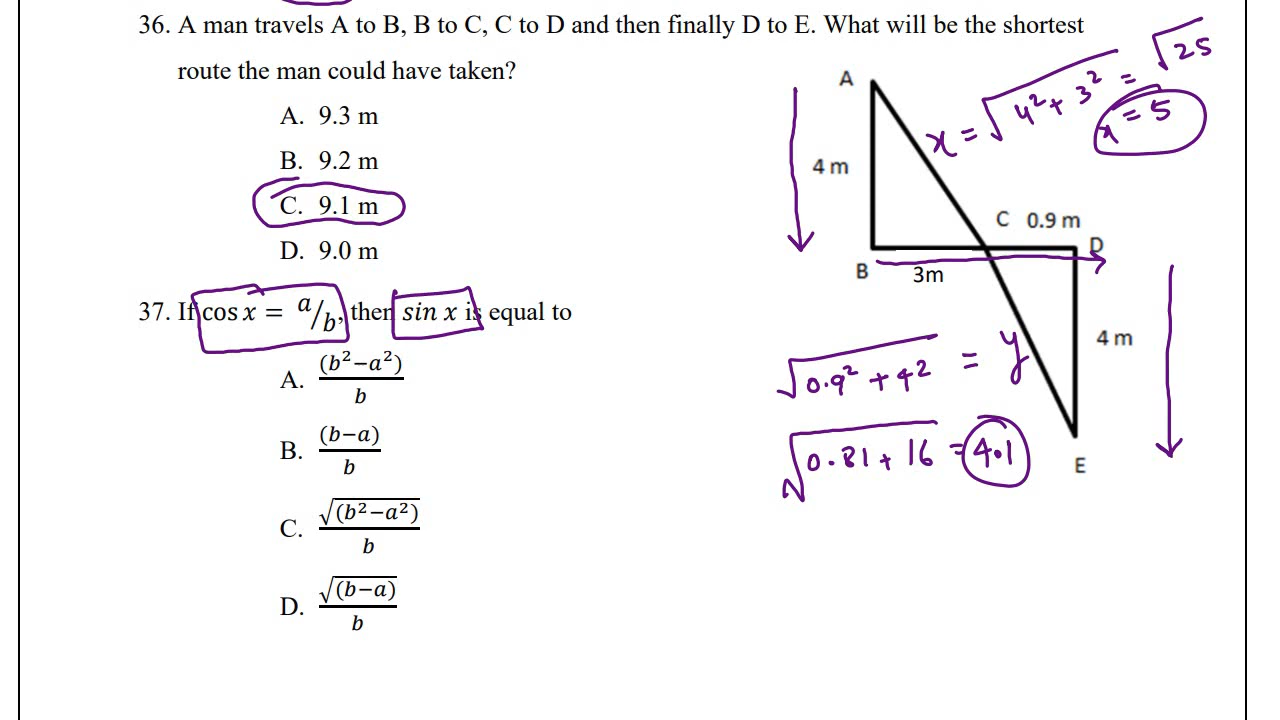 36. A man travels A to B, B to C, C to D and then finally D to E. What will be the shortest
route the man could have taken?
A. 9.3 m
B. 9.2 m
C. 9.1 m
D. 9.0 m
A
4 m
B
3m
C 0.9 m
D
4 m
E
x = √4² + 3² = √25
x = 5
√0.9² + 4² = y
√0.81 + 16 = 4.1
37. If cos x = a/b, then sin x is equal to
A. (b²−a²)/b
B. (b−a)/b
C. √(b²−a²)/b
D. √(b−a)/b